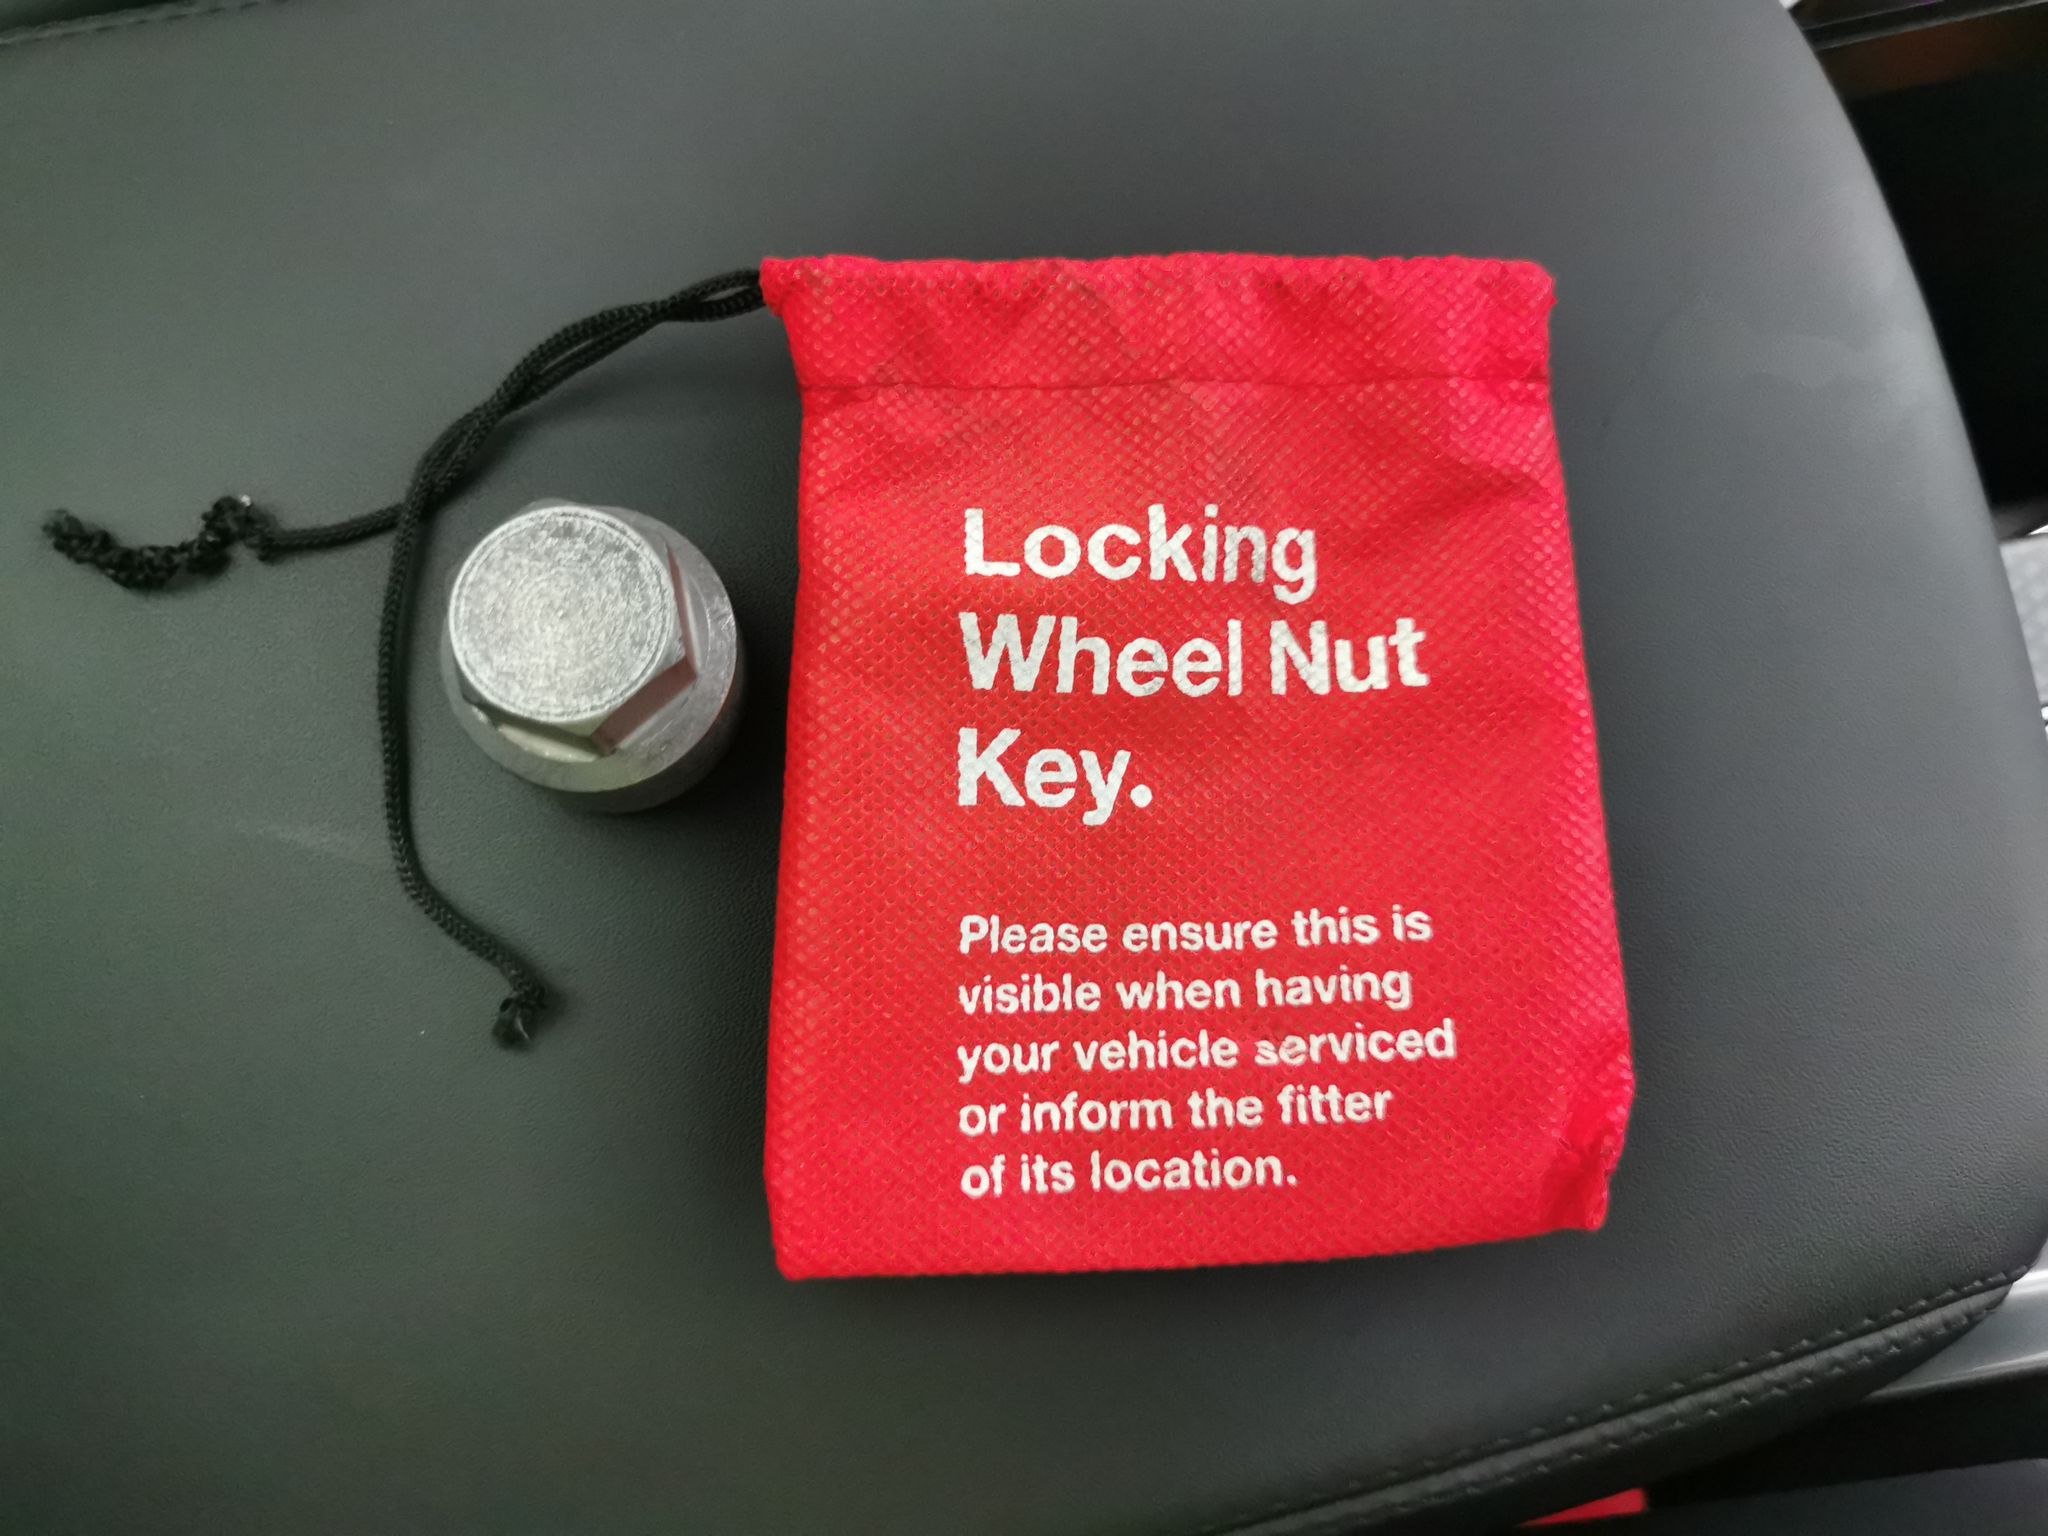 Locking
Wheel Nut
Key.
Please ensure this is
visible when having
your vehicle serviced
or inform the fitter
of its location.